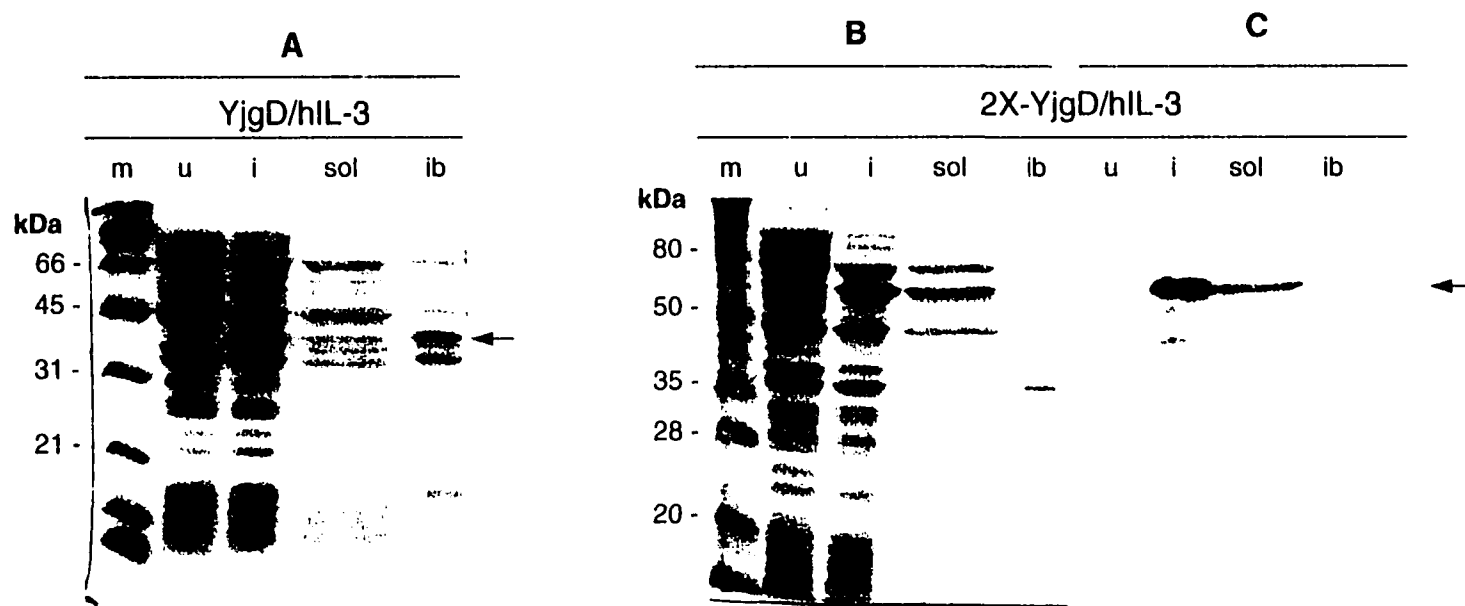 A
YjgD/hIL-3
m u i sol ib
kDa
66 -
45 -
31 -
21 -
B C
2X-YjgD/hIL-3
m u i sol ib u i sol ib
kDa
80 -
50 -
35 -
28 -
20 -